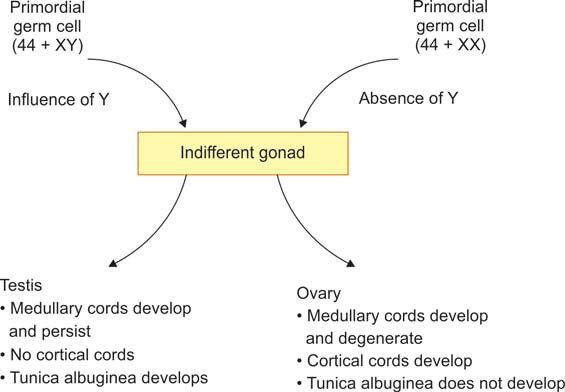 Primordial
germ cell
(44 + XY)
Primordial
germ cell
(44 + XX)
Influence of Y
Absence of Y
Indifferent gonad
Testis
• Medullary cords develop
and persist
• No cortical cords
• Tunica albuginea develops
Ovary
• Medullary cords develop
and degenerate
• Cortical cords develop
• Tunica albuginea does not develop